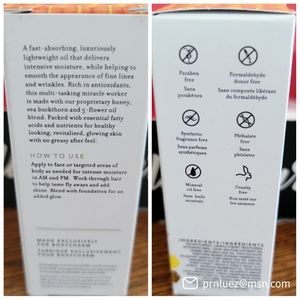 A fast-absorbing, luxuriously
lightweight oil that delivers
intensive moisture, while helping to
smooth the appearance of fine lines
and wrinkles. Rich in antioxidants,
this multi-tasking miracle worker
is made with our proprietary honey,
sea buckthorn and 5-flower oil
blend. Packed with essential fatty
acids and nutrients for healthy
looking, revitalised, glowing skin
with no greasy after feel.
HOW TO USE
Apply to face or targeted areas of
body as needed for intense moisture
in AM and PM. Work through hair
to help tame fly aways and add
shine. Blend with foundation for an
added glow.
MADE EXCLUSIVELY
FOR BOXYCHARM
FABRIQUÉ EXCLUSIVEMENT
POUR BOXYCHARM
Paraben
free
Sans
parabènes
Formaldehyde
donor free
Sans composés libérant
du formaldéhyde
Synthetic
fragrance free
Sans parfums
synthétiques
Phthalate
free
Sans
phtalates
Mineral
oil free
Sans huile
minérale
Cruelty
free
Non testé sur
les animaux
INGREDIENTS/INGRÉDIENTS
prnluez@msn.com